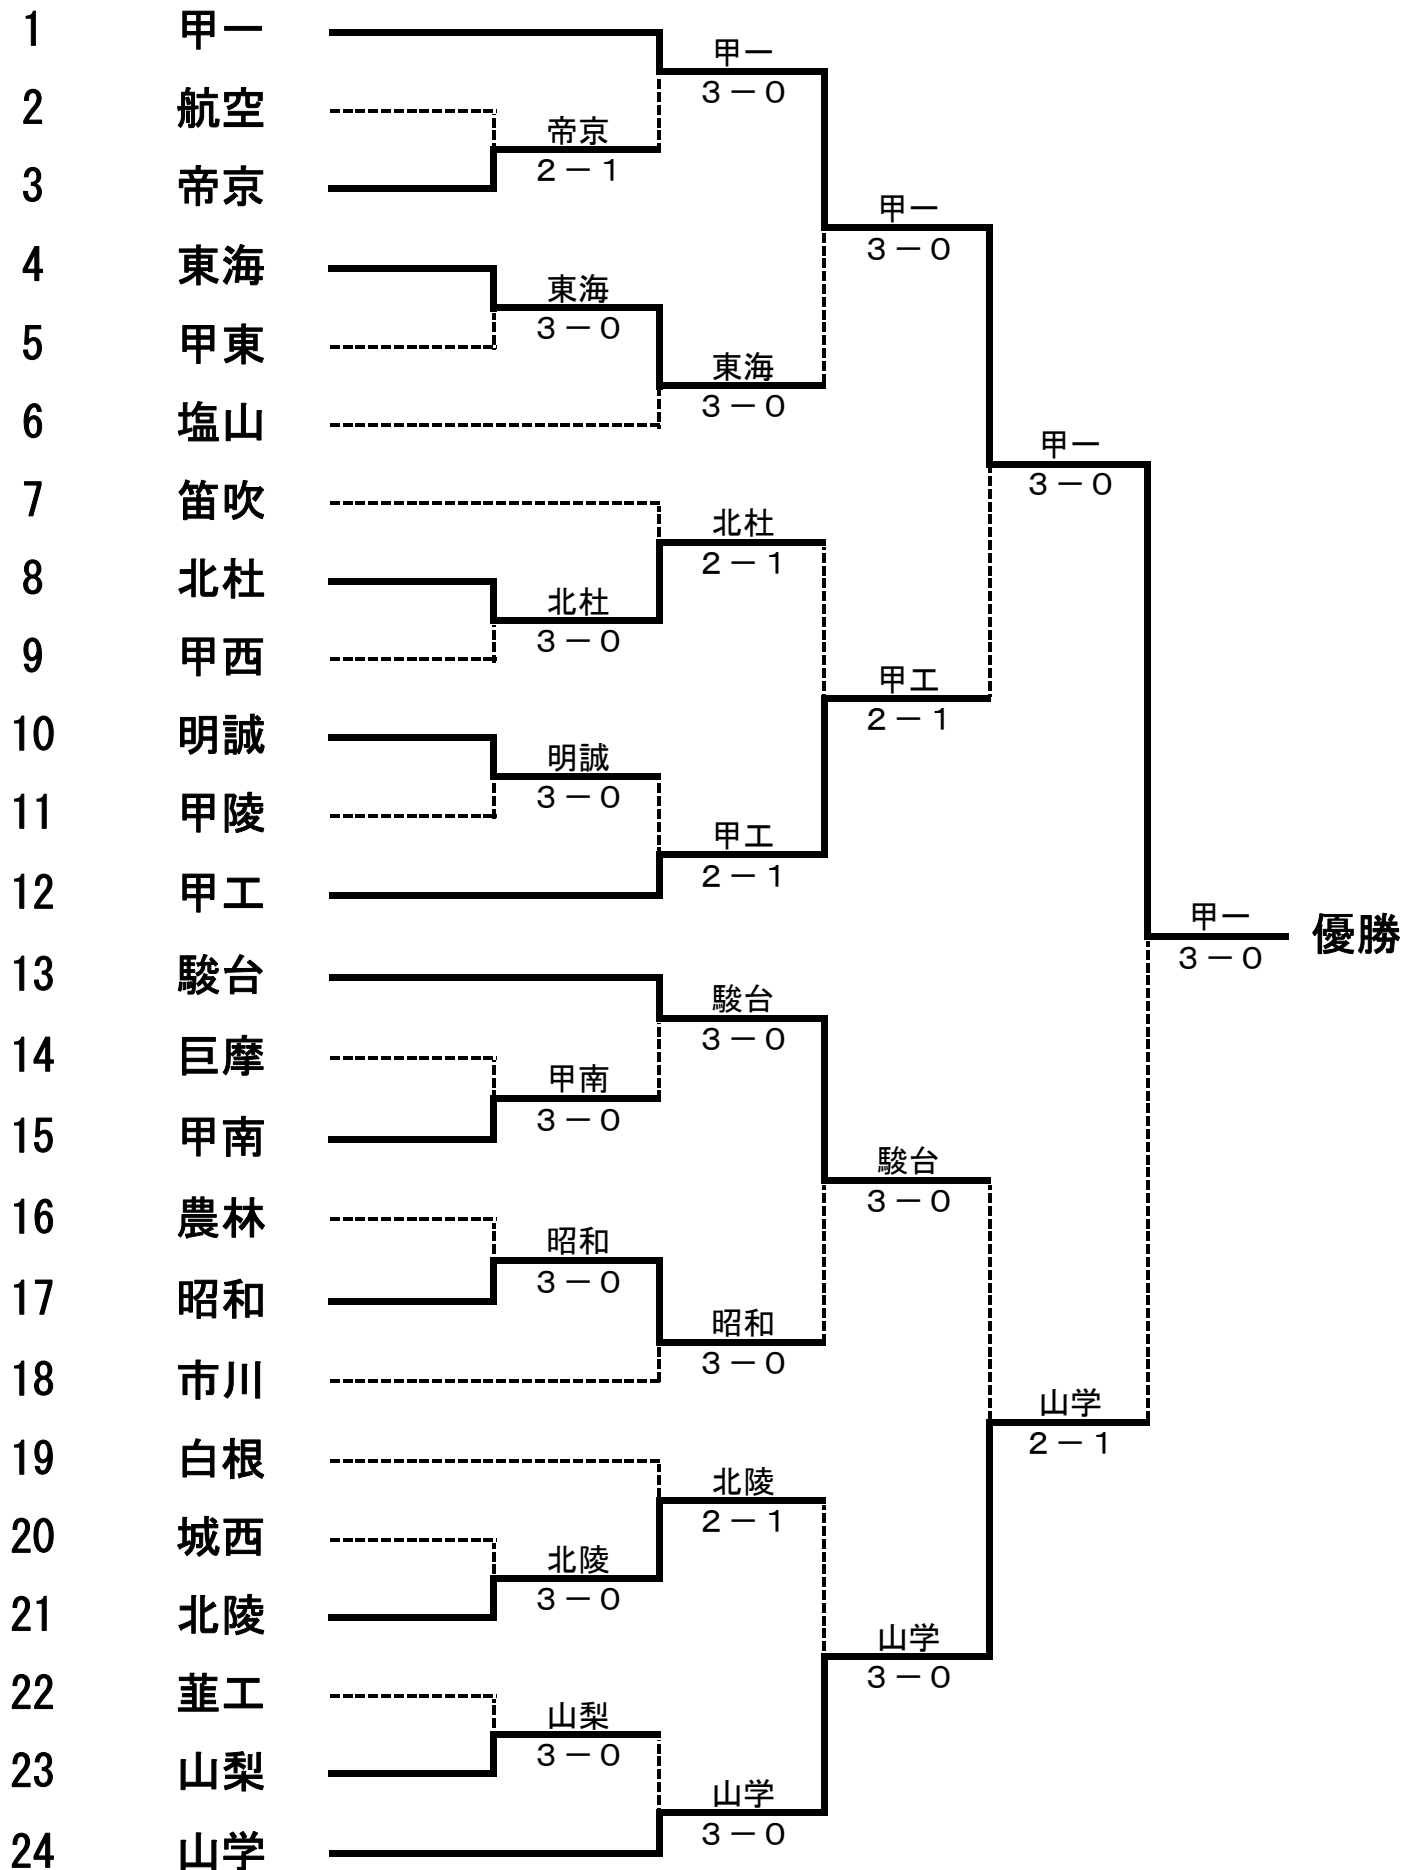 1 甲一
甲一
3－0
2 航空
帝京
2－1
3 帝京
甲一
3－0
4 東海
東海
3－0
5 甲東
東海
3－0
6 塩山
甲一
3－0
7 笛吹
北杜
2－1
8 北杜
北杜
3－0
9 甲西
甲工
2－1
10 明誠
明誠
3－0
11 甲陵
甲工
2－1
12 甲工
甲一 優勝
3－0
13 駿台
駿台
3－0
14 巨摩
甲南
3－0
15 甲南
駿台
3－0
16 農林
昭和
3－0
17 昭和
昭和
3－0
18 市川
山学
2－1
19 白根
北陵
2－1
20 城西
北陵
3－0
21 北陵
山学
3－0
22 韮工
山梨
3－0
23 山梨
山学
3－0
24 山学